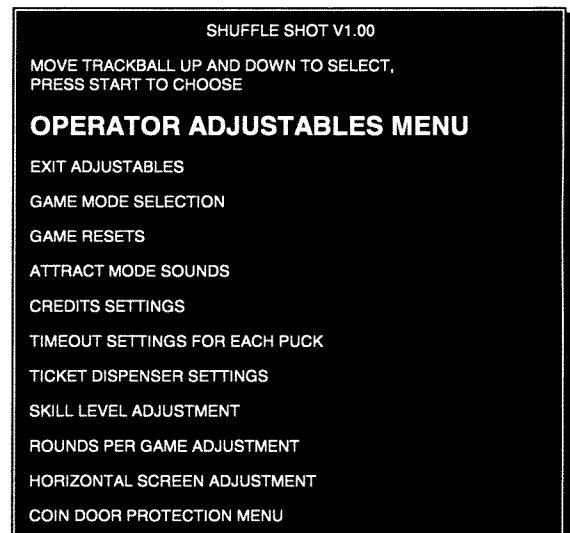 SHUFFLE SHOT V1.00
MOVE TRACKBALL UP AND DOWN TO SELECT,
PRESS START TO CHOOSE
OPERATOR ADJUSTABLES MENU
EXIT ADJUSTABLES
GAME MODE SELECTION
GAME RESETS
ATTRACT MODE SOUNDS
CREDITS SETTINGS
TIMEOUT SETTINGS FOR EACH PUCK
TICKET DISPENSER SETTINGS
SKILL LEVEL ADJUSTMENT
ROUNDS PER GAME ADJUSTMENT
HORIZONTAL SCREEN ADJUSTMENT
COIN DOOR PROTECTION MENU